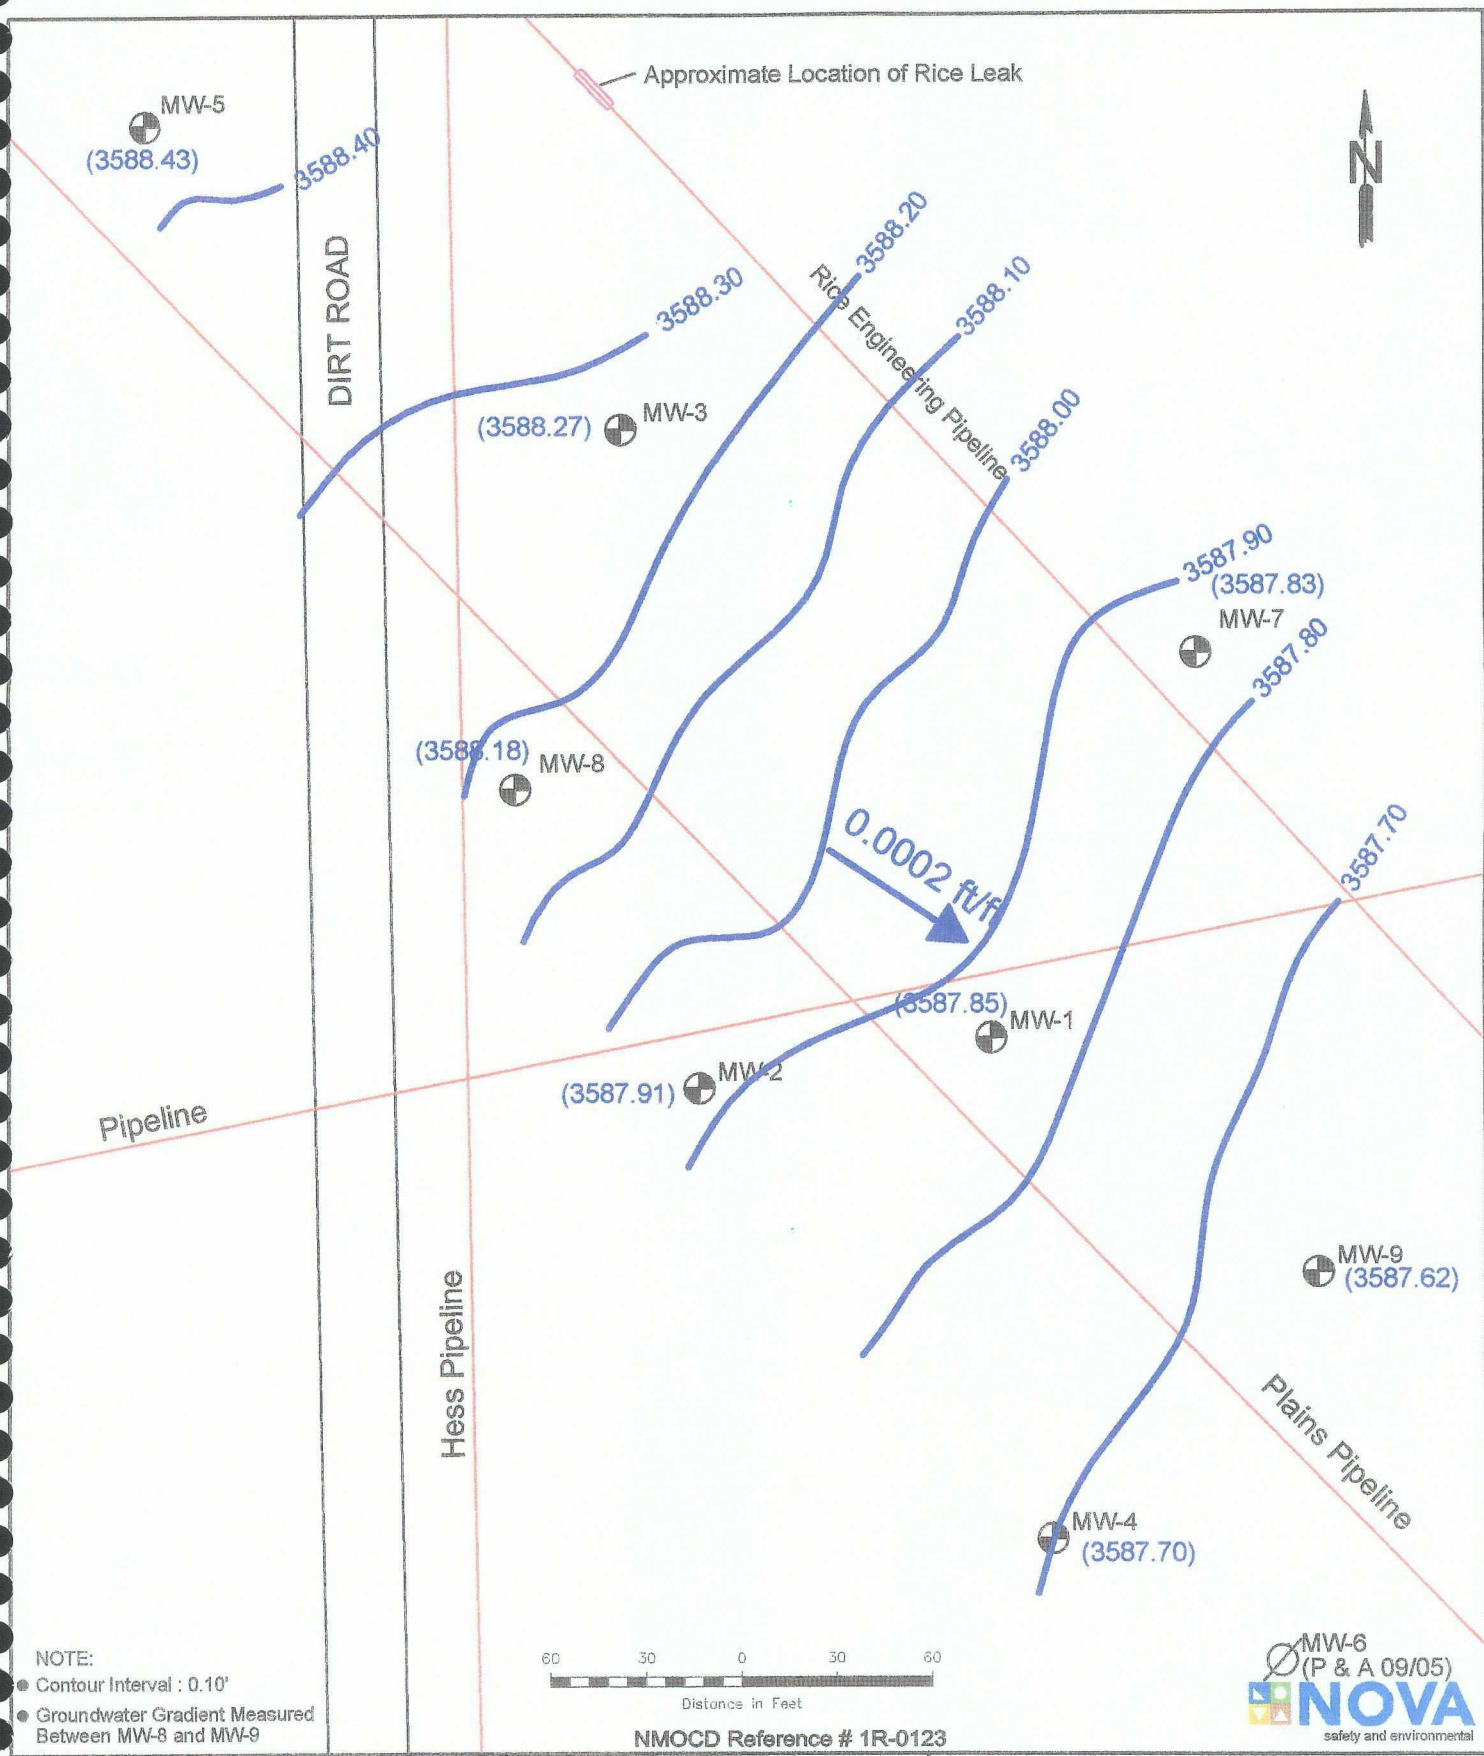 Approximate Location of Rice Leak
MW-5
(3588.43)
3588.40
N
DIRT ROAD
3588.20
3588.30
3588.10
Rice Engineering Pipeline
(3588.27)
MW-3
3588.00
3587.90
(3587.83)
MW-7
3587.80
(3588.18)
MW-8
0.0002 ft/ft
3587.70
(3587.85)
MW-1
(3587.91)
MW-2
Pipeline
MW-9
(3587.62)
Hess Pipeline
Plains Pipeline
MW-4
(3587.70)
MW-6
(P & A 09/05)
NOTE:
Contour Interval : 0.10'
Groundwater Gradient Measured
Between MW-8 and MW-9
60 30 0 30 60
Distance in Feet
NMOCD Reference # 1R-0123
NOVA
safety and environmental